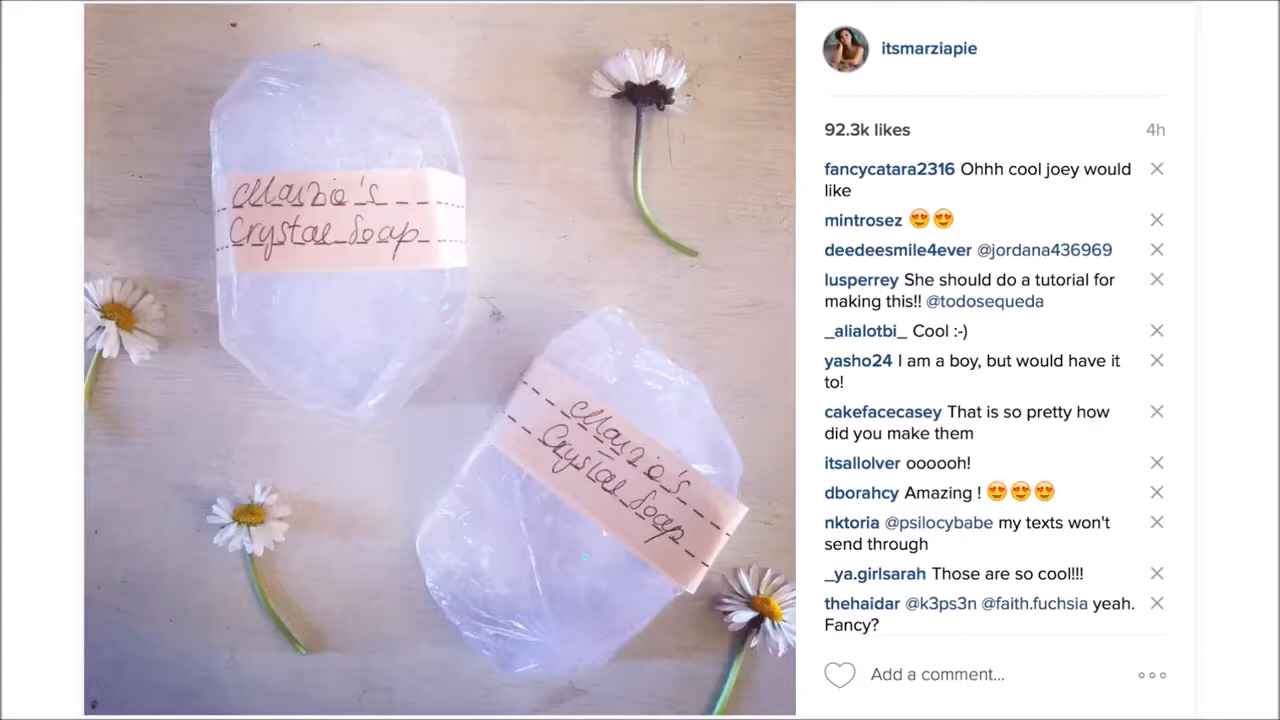 Marzia's
Crystal Soap
Marzia's
Crystal Soap
itsmarziapie
92.3k likes
4h
fancycatara2316 Ohhh cool joey would
like
mintrosez 😍😍
deedeesmile4ever @jordana436969
lusperrey She should do a tutorial for
making this!! @todosequeda
_alialotbi_ Cool :-)
yasho24 I am a boy, but would have it
to!
cakefacecasey That is so pretty how
did you make them
itsallolver oooooh!
dborahcy Amazing ! 😍😍😍
nktoria @psilocybabe my texts won't
send through
_ya.girlsarah Those are so cool!!!
thehaidar @k3ps3n @faith.fuchsia yeah.
Fancy?
Add a comment...